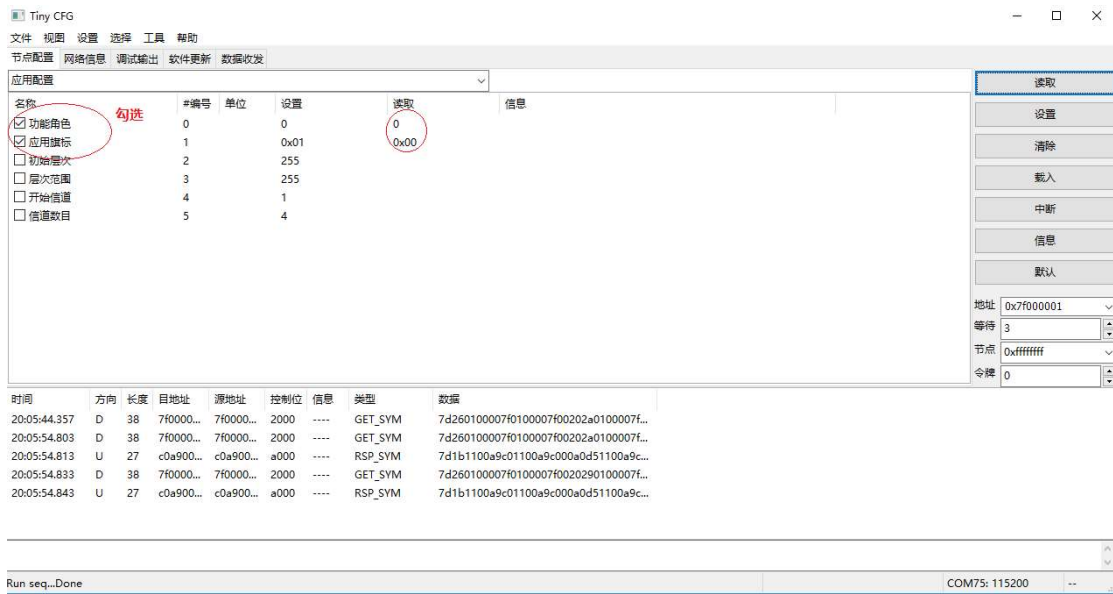 Tiny CFG
文件 视图 设置 选择 工具 帮助
节点配置 网络信息 调试输出 软件更新 数据收发
应用配置
名称 #编号 单位 设置 读取 信息
功能角色 0 0 0
应用旗标 1 0x01 0x00
初始层次 2 255
层次范围 3 255
开始信道 4 1
信道数目 5 4
勾选
读取
设置
清除
载入
中断
信息
默认
地址 0x7f000001
等待 3
节点 0xffffffff
令牌 0
时间 方向 长度 目地址 源地址 控制位 信息 类型 数据
20:05:44.357 D 38 7f0000... 7f0000... 2000 ---- GET_SYM 7d260100007f0100007f00202a0100007f...
20:05:54.803 D 38 7f0000... 7f0000... 2000 ---- GET_SYM 7d260100007f0100007f00202a0100007f...
20:05:54.813 U 27 c0a900... c0a900... a000 ---- RSP_SYM 7d1b1100a9c01100a9c000a0d51100a9c...
20:05:54.833 D 38 7f0000... 7f0000... 2000 ---- GET_SYM 7d260100007f0100007f0020290100007f...
20:05:54.843 U 27 c0a900... c0a900... a000 ---- RSP_SYM 7d1b1100a9c01100a9c000a0d51100a9c...
Run seq...Done COM75: 115200 --